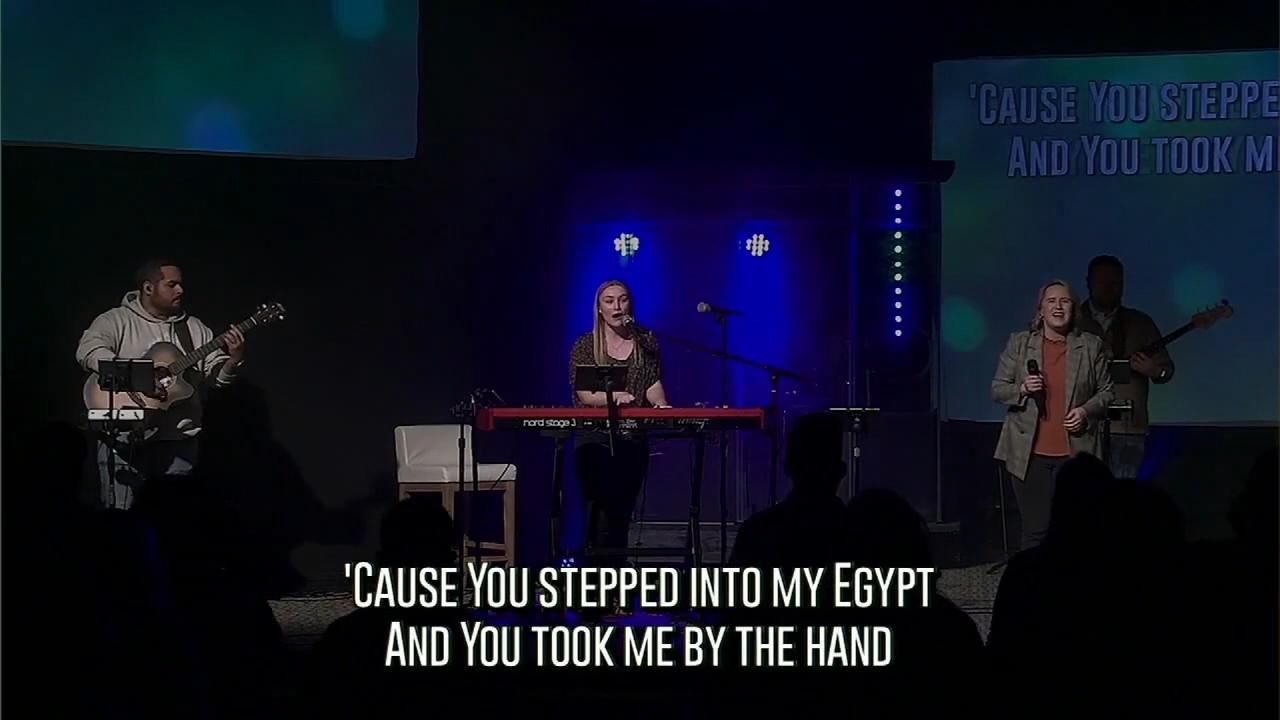 'CAUSE YOU STEPPE
AND YOU TOOK M
nord stage 3
'CAUSE YOU STEPPED INTO MY EGYPT
AND YOU TOOK ME BY THE HAND